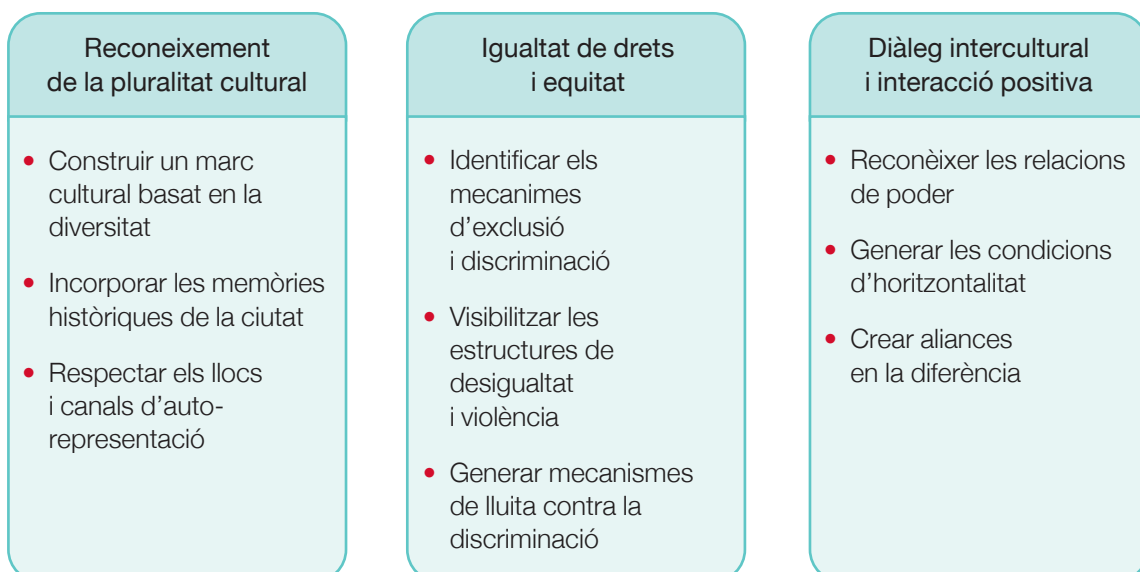 Reconeixement
de la pluralitat cultural
• Construir un marc
cultural basat en la
diversitat
• Incorporar les memòries
històriques de la ciutat
• Respectar els llocs
i canals d’auto-
representació
Igualtat de drets
i equitat
• Identificar els
mecanimes
d’exclusió
i discriminació
• Visibilitzar les
estructures de
desigualtat
i violència
• Generar mecanismes
de lluita contra la
discriminació
Diàleg intercultural
i interacció positiva
• Reconèixer les relacions
de poder
• Generar les condicions
d’horitzontalitat
• Crear aliances
en la diferència